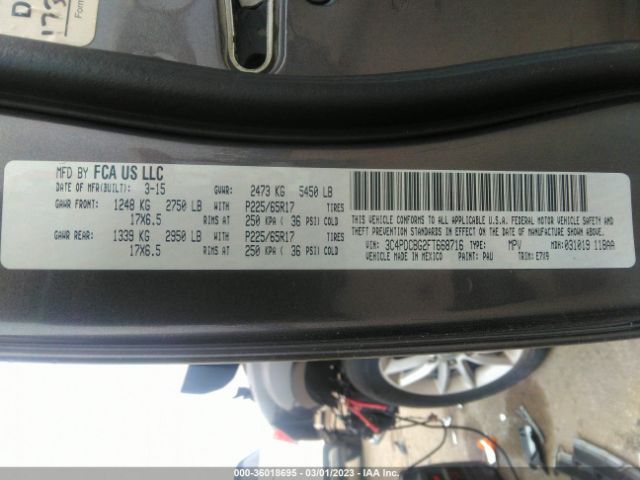 D
173
Form
MFD BY FCA US LLC
DATE OF MFR(BUILT): 3-15 GVWR: 2473 KG 5450 LB
GAWR FRONT: 1248 KG 2750 LB WITH P225/65R17 TIRES
17X6.5 RIMS AT 250 KPA ( 36 PSI) COLD
GAWR REAR: 1339 KG 2950 LB WITH P225/65R17 TIRES
17X6.5 RIMS AT 250 KPA ( 36 PSI) COLD
THIS VEHICLE CONFORMS TO ALL APPLICABLE U.S.A. FEDERAL MOTOR VEHICLE SAFETY AND
THEFT PREVENTION STANDARDS IN EFFECT ON THE DATE OF MANUFACTURE SHOWN ABOVE.
VIN: 3C4PDCBG2FT668716 TYPE: MPV MDH: 031019 11BAA
VEHICLE MADE IN MEXICO PAINT: PAU TRIM: E7X9
000-36018695 - 03/01/2023 - IAA Inc.